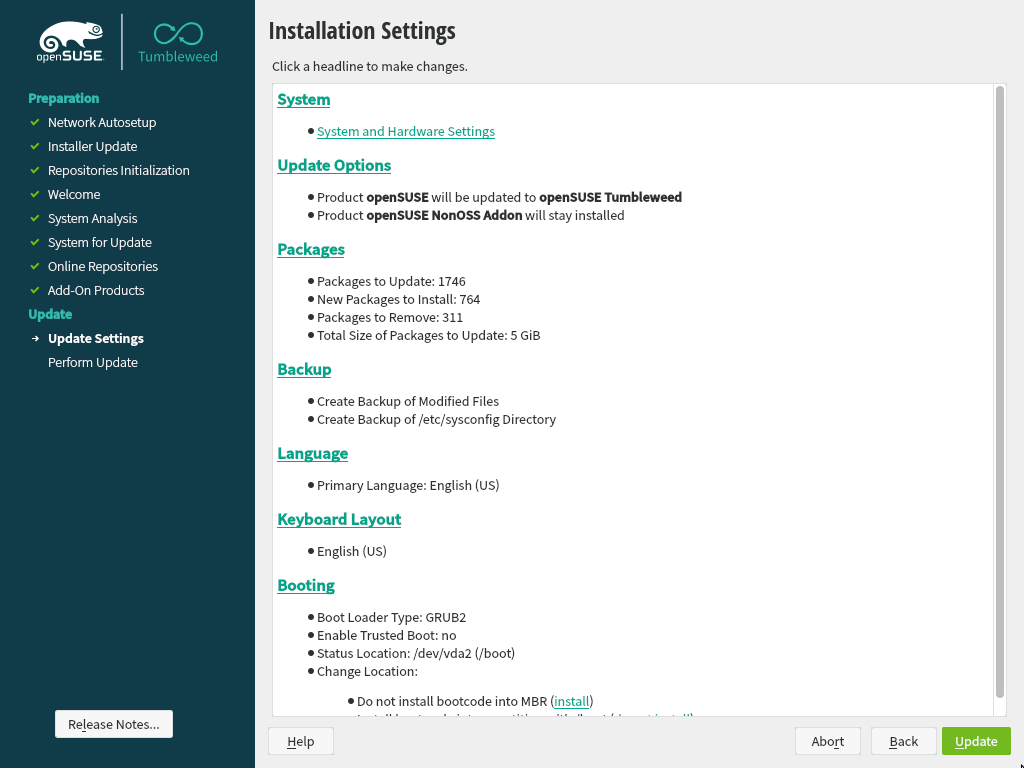 openSUSE
Tumbleweed
Preparation
Network Autosetup
Installer Update
Repositories Initialization
Welcome
System Analysis
System for Update
Online Repositories
Add-On Products
Update
Update Settings
Perform Update
Release Notes...
Installation Settings
Click a headline to make changes.
System
System and Hardware Settings
Update Options
Product openSUSE will be updated to openSUSE Tumbleweed
Product openSUSE NonOSS Addon will stay installed
Packages
Packages to Update: 1746
New Packages to Install: 764
Packages to Remove: 311
Total Size of Packages to Update: 5 GiB
Backup
Create Backup of Modified Files
Create Backup of /etc/sysconfig Directory
Language
Primary Language: English (US)
Keyboard Layout
English (US)
Booting
Boot Loader Type: GRUB2
Enable Trusted Boot: no
Status Location: /dev/vda2 (/boot)
Change Location:
Do not install bootcode into MBR (install)
Help
Abort
Back
Update